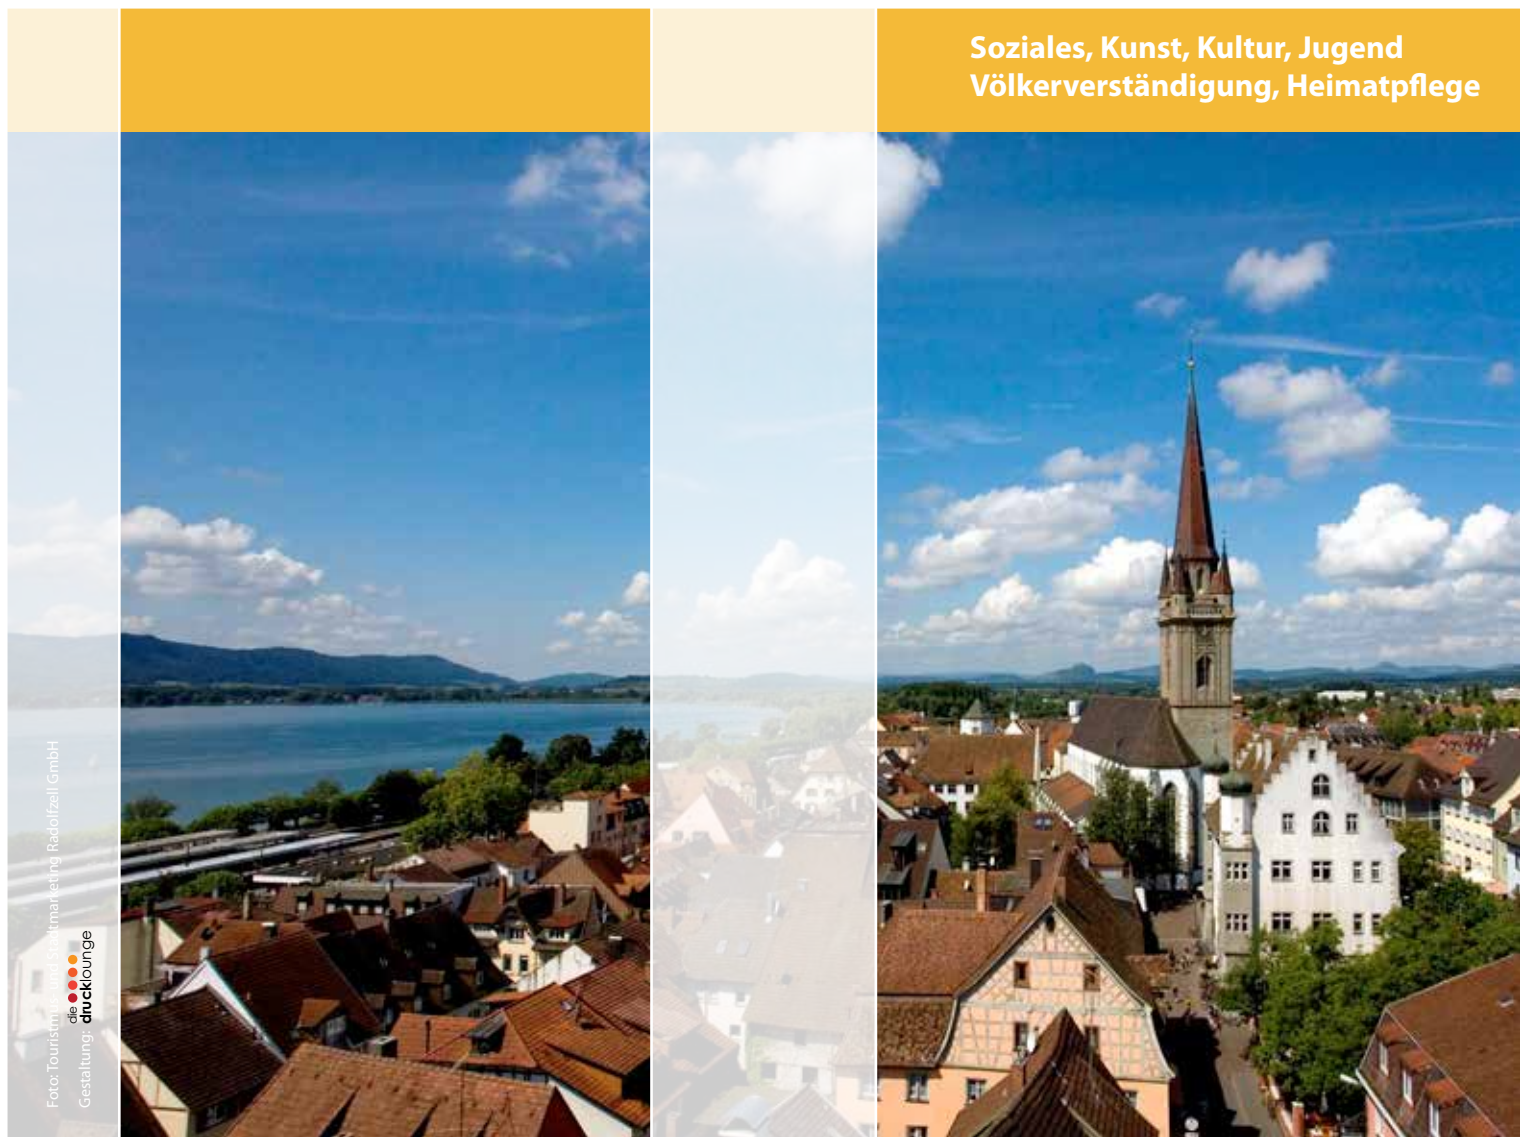 Soziales, Kunst, Kultur, Jugend
Völkerverständigung, Heimatpflege
Foto: Tourismus- und Stadtmarketing Radolfzell GmbH
Gestaltung: die drucklounge